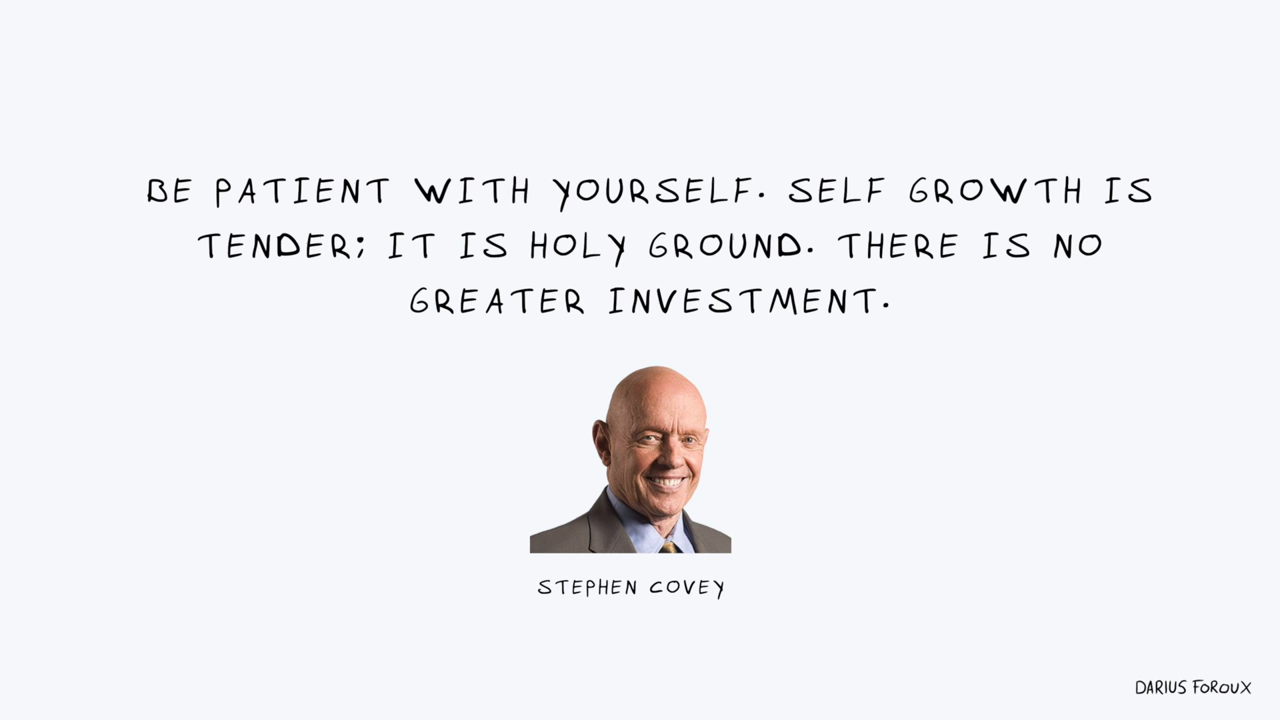 BE PATIENT WITH YOURSELF. SELF GROWTH IS
TENDER; IT IS HOLY GROUND. THERE IS NO
GREATER INVESTMENT.
STEPHEN COVEY
DARIUS FOROUX